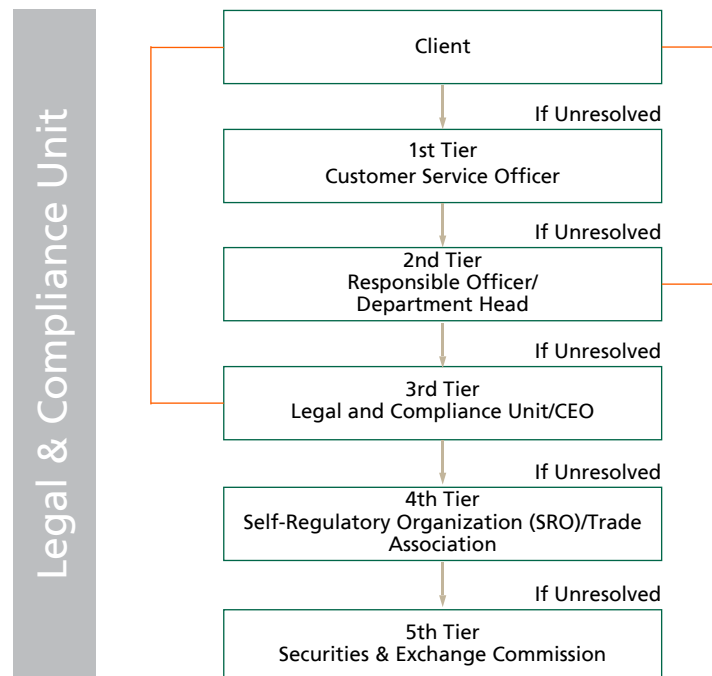 Legal & Compliance Unit
Client
If Unresolved
1st Tier
Customer Service Officer
If Unresolved
2nd Tier
Responsible Officer/
Department Head
If Unresolved
3rd Tier
Legal and Compliance Unit/CEO
If Unresolved
4th Tier
Self-Regulatory Organization (SRO)/Trade
Association
If Unresolved
5th Tier
Securities & Exchange Commission